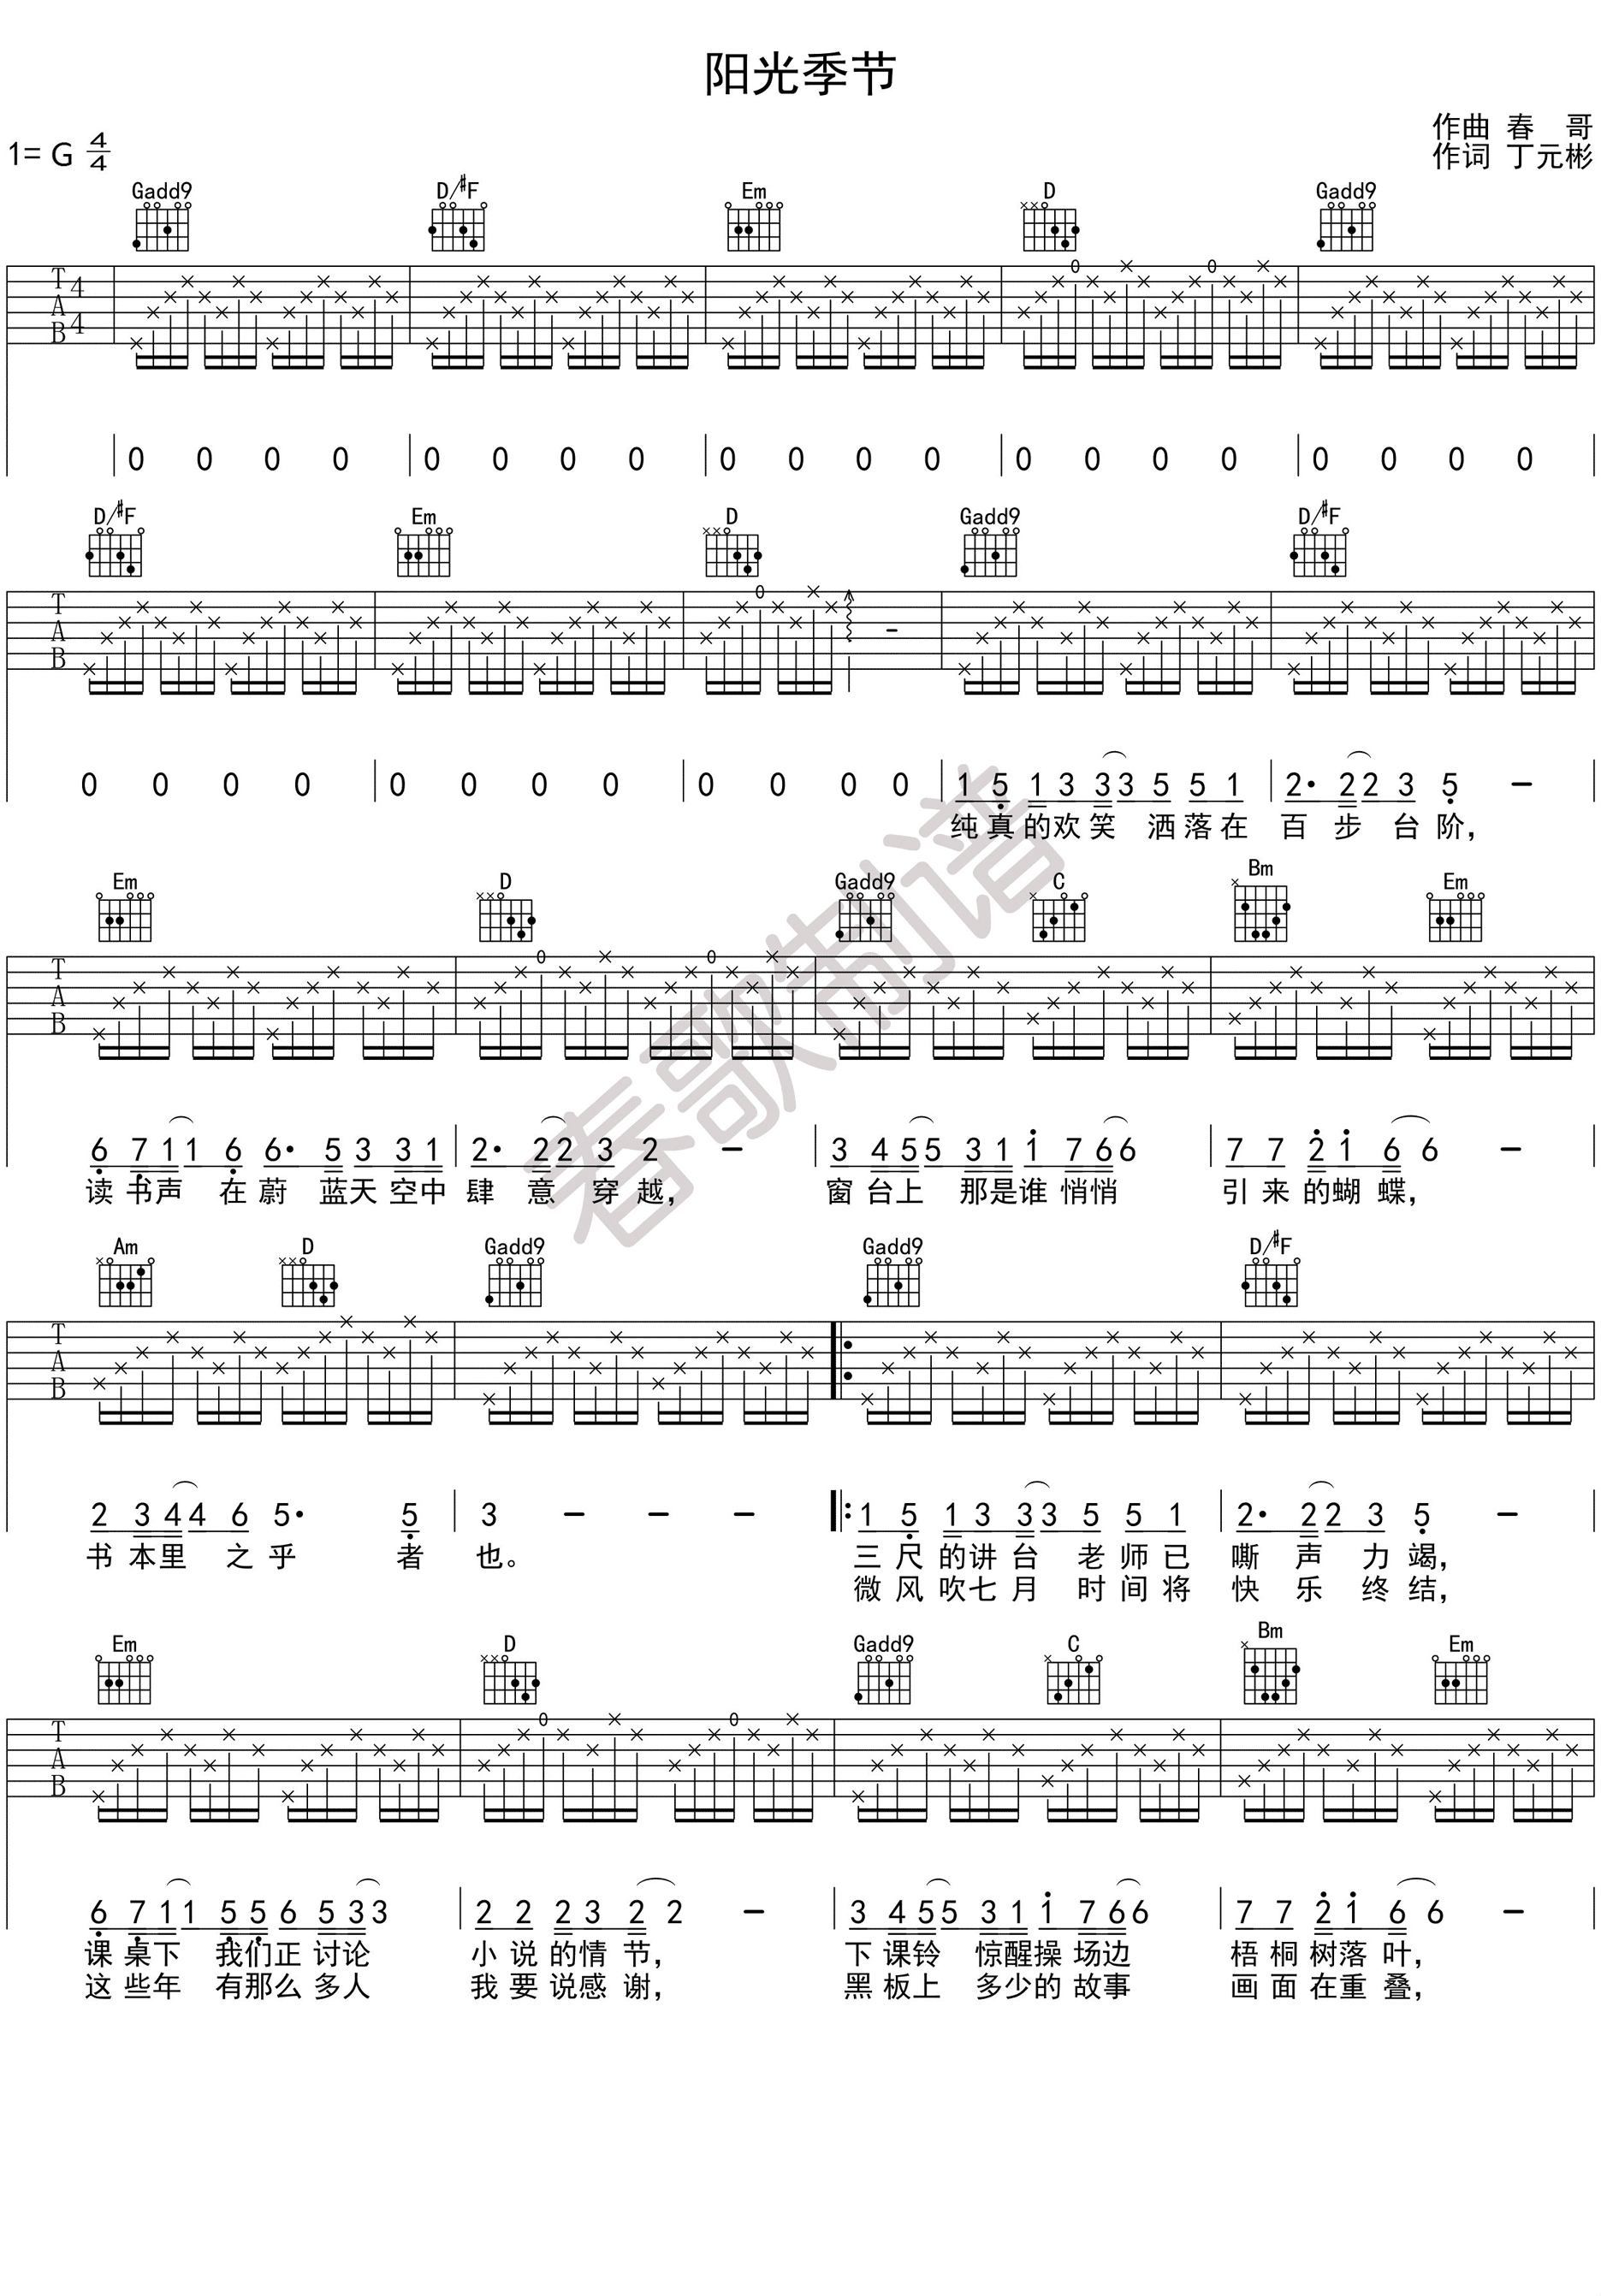 阳光季节
作曲 春 哥
1= G 4/4
作词 丁元彬
Gadd9 D/#F Em D Gadd9
T A B 4 4
0 0 0 0 | 0 0 0 0 | 0 0 0 0 | 0 0 0 0 | 0 0 0 0
D/#F Em D Gadd9 D/#F
T A B
0 0 0 0 | 0 0 0 0 | 0 0 0 0 | 1 5 1 3 3 3 5 5 1 | 2· 2 2 3 5 -
纯真的欢笑 洒落在 百 步 台 阶,
Em D Gadd9 C Bm Em
T A B
6 7 1 1 6 6· 5 3 3 1 | 2· 2 2 3 2 - | 3 4 5 5 3 1 1 7 6 6 | 7 7 2 1 6 6 -
读 书声 在蔚 蓝天空中 肆 意 穿 越, 窗台上 那是谁悄悄 引来的蝴蝶,
Am D Gadd9 Gadd9 D/#F
T A B
2 3 4 4 6 5· 5 | 3 - - - |: 1 5 1 3 3 3 5 5 1 | 2· 2 2 3 5 -
书本里 之乎 者 也。 三尺的讲台 老师已 嘶 声 力 竭,
微风吹七月 时间将 快 乐 终 结,
Em D Gadd9 C Bm Em
T A B
6 7 1 1 5 5 6 5 3 3 | 2 2 2 3 2 2 - | 3 4 5 5 3 1 1 7 6 6 | 7 7 2 1 6 6 -
课桌下 我们正讨论 小说的情节, 下课铃 惊醒操场边 梧桐树落叶,
这些年 有那么多人 我要说感谢, 黑板上 多少的故事 画面在重叠,
春歌制谱